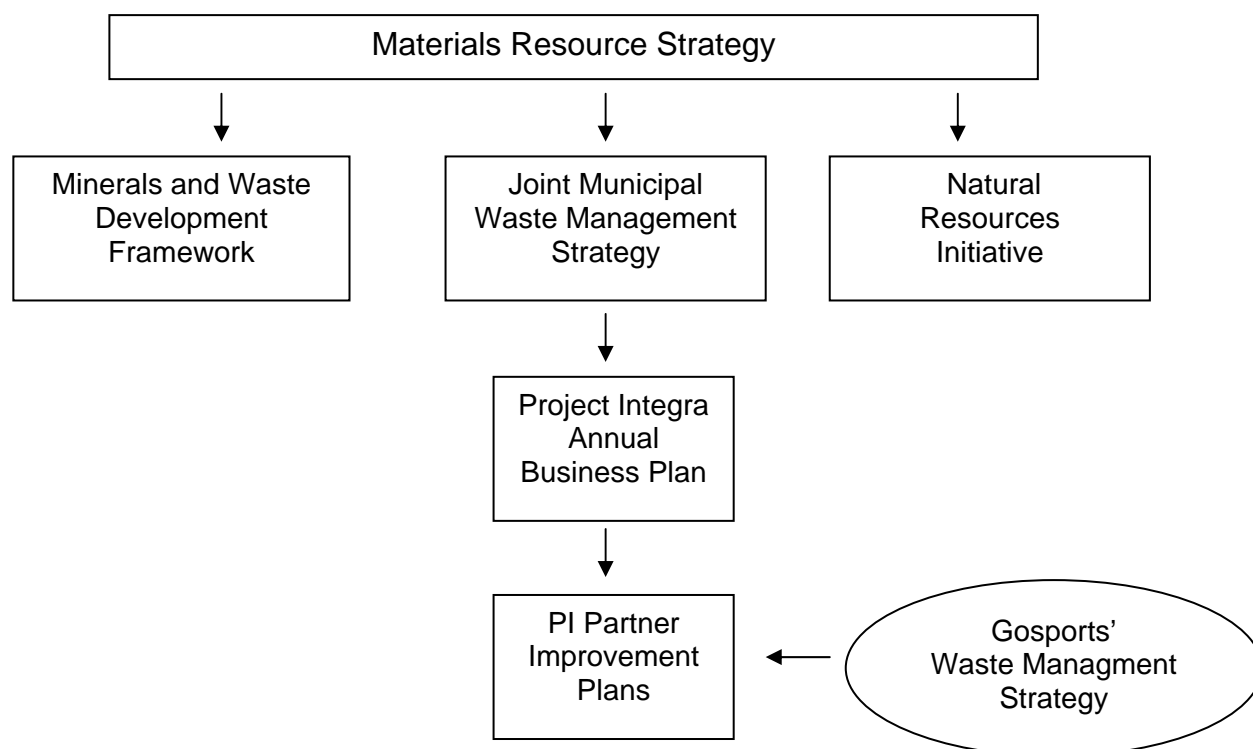 Materials Resource Strategy
Minerals and Waste
Development
Framework
Joint Municipal
Waste Management
Strategy
Natural
Resources
Initiative
Project Integra
Annual
Business Plan
PI Partner
Improvement
Plans
Gosports’
Waste Managment
Strategy